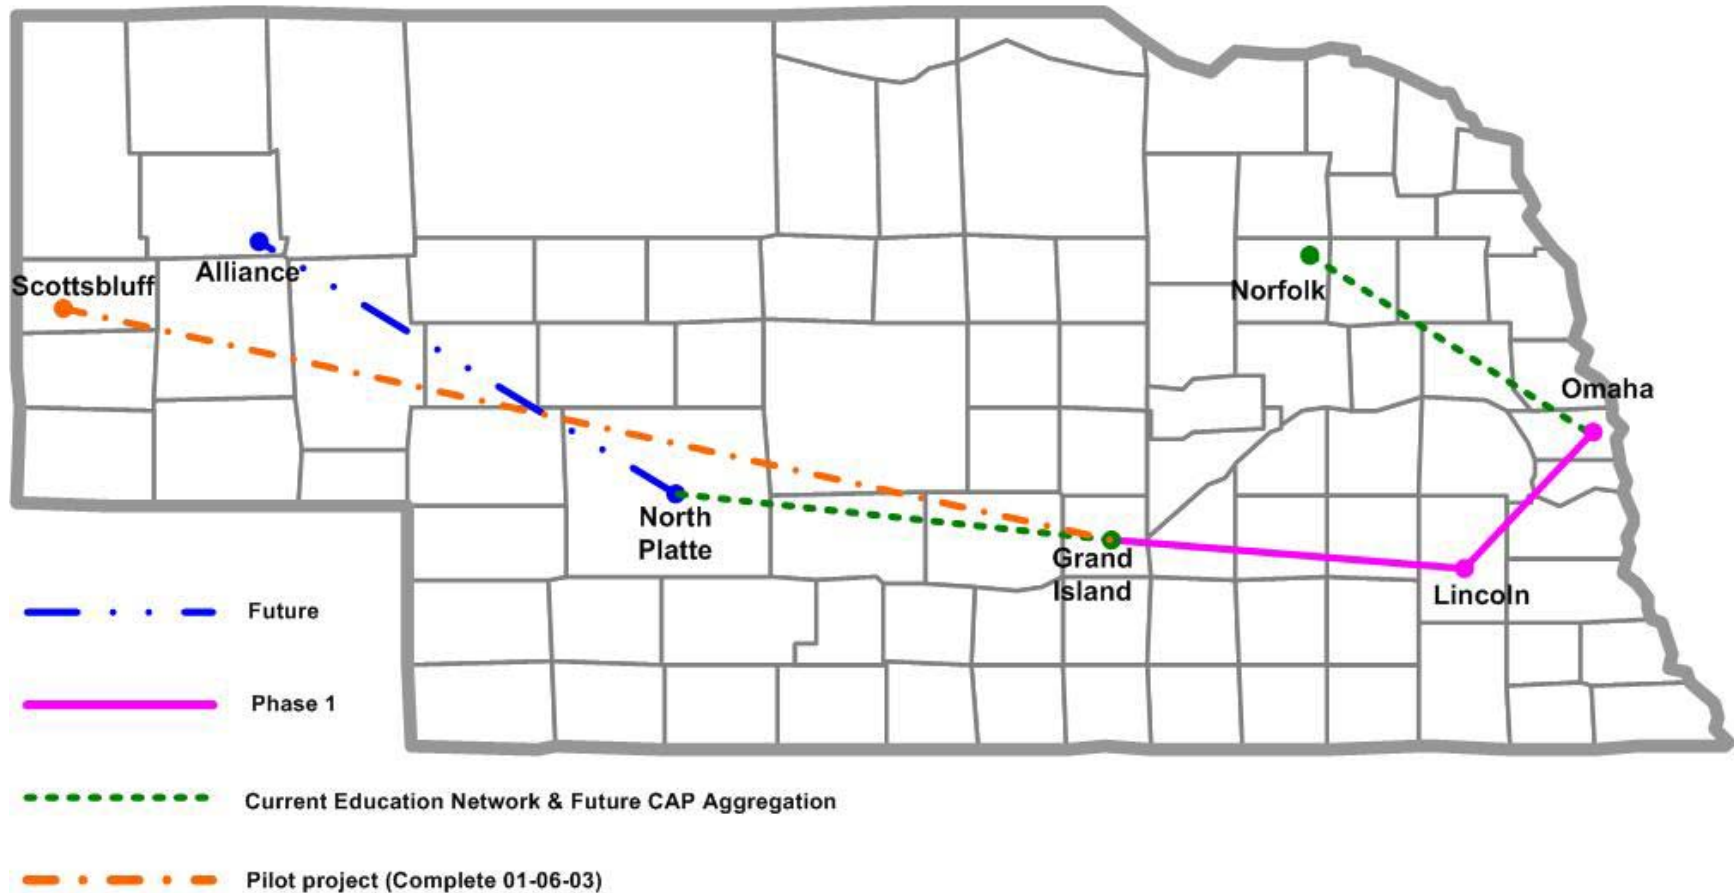 Alliance
Scottsbluff
Norfolk
Omaha
North
Platte
Grand
Island
Lincoln
Future
Phase 1
Current Education Network & Future CAP Aggregation
Pilot project (Complete 01-06-03)